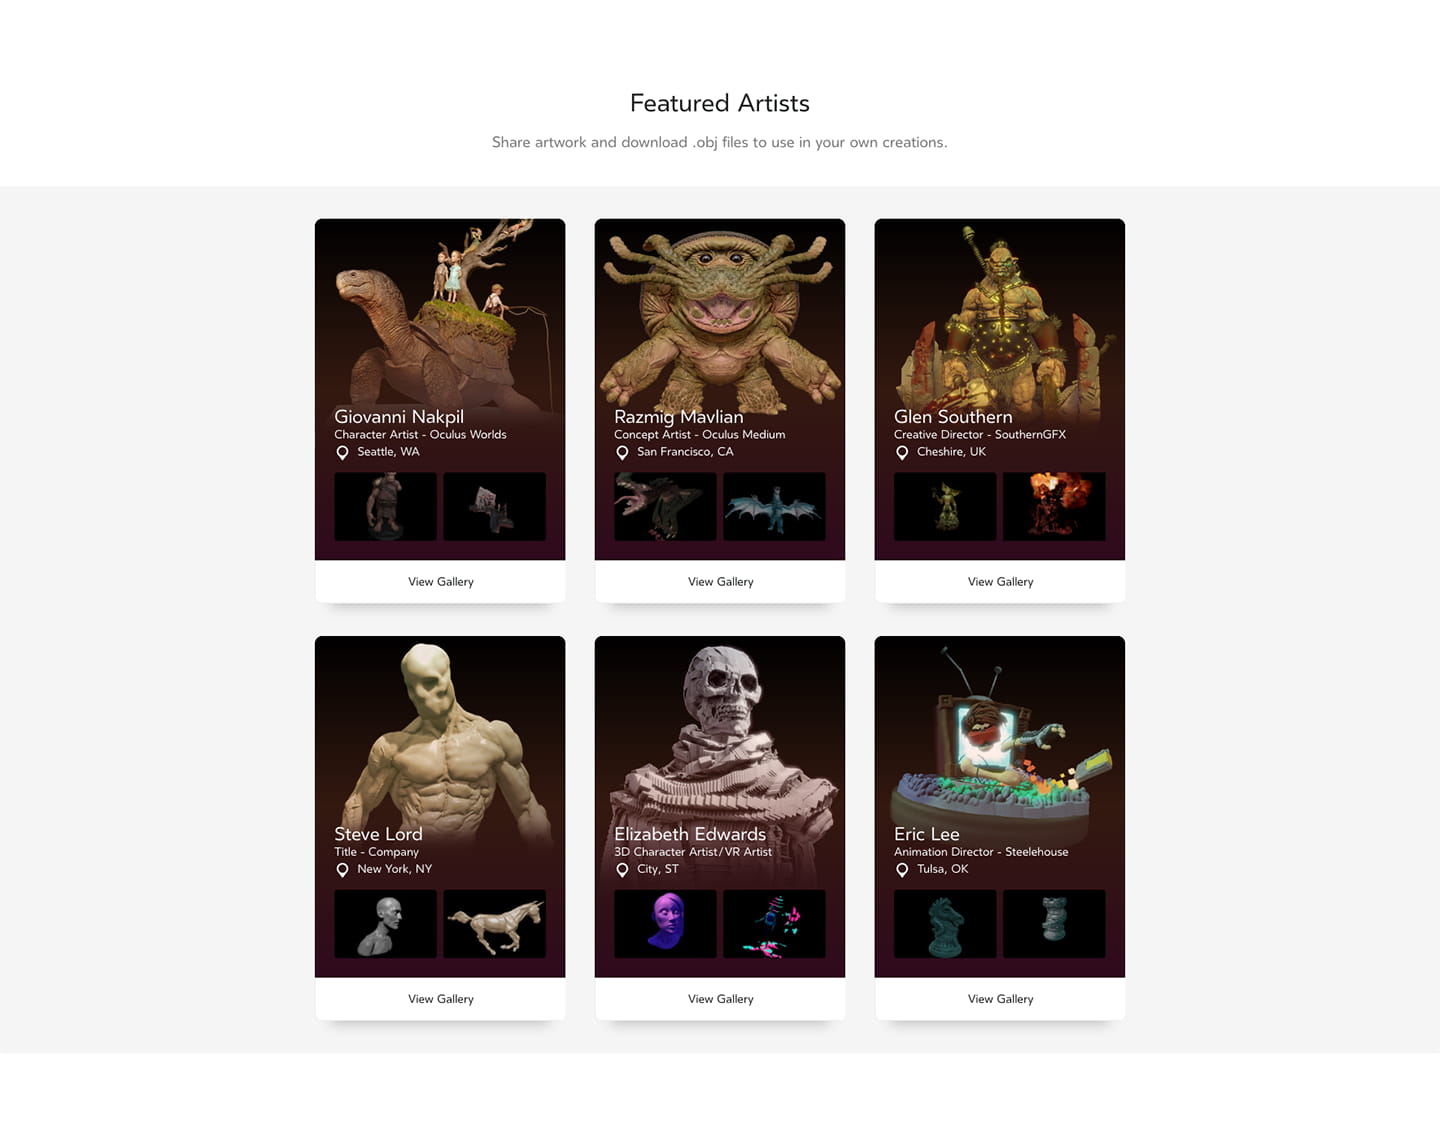 Featured Artists
Share artwork and download .obj files to use in your own creations.
Giovanni Nakpil
Character Artist - Oculus Worlds
Seattle, WA
View Gallery
Razmig Mavlian
Concept Artist - Oculus Medium
San Francisco, CA
View Gallery
Glen Southern
Creative Director - SouthernGFX
Cheshire, UK
View Gallery
Steve Lord
Title - Company
New York, NY
View Gallery
Elizabeth Edwards
3D Character Artist/VR Artist
City, ST
View Gallery
Eric Lee
Animation Director - Steelehouse
Tulsa, OK
View Gallery